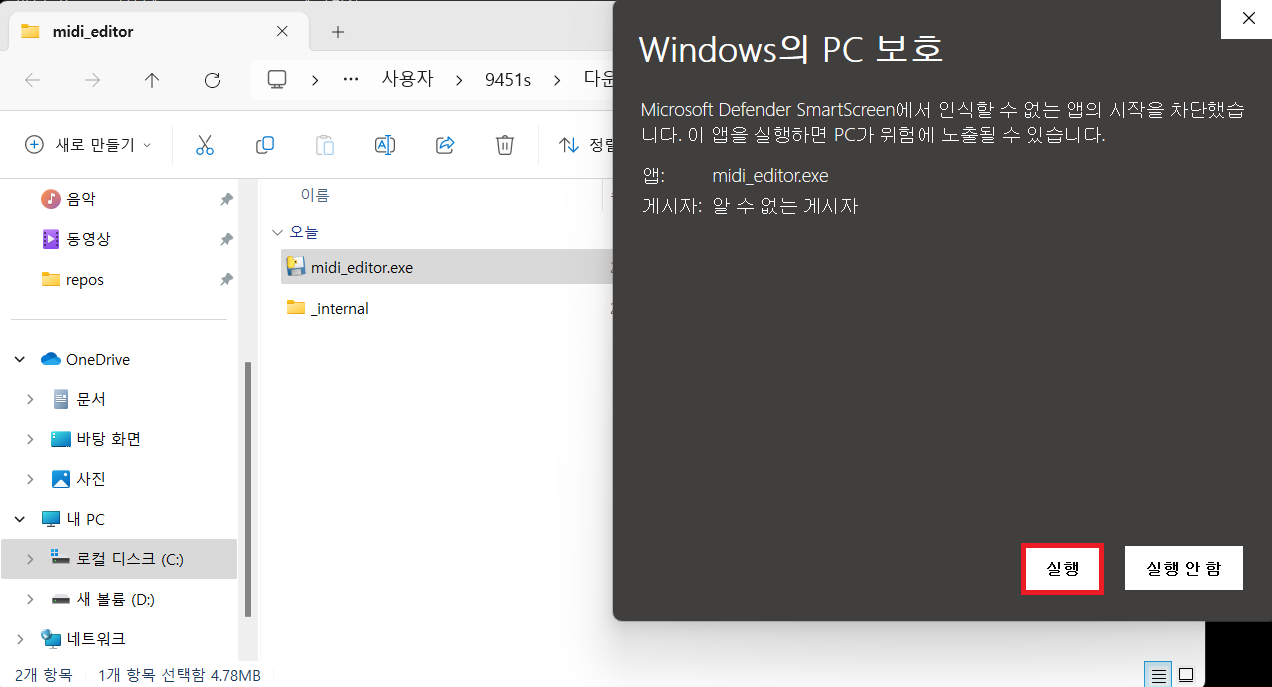 midi_editor
사용자
9451s
새로 만들기
음악
동영상
repos
OneDrive
문서
바탕 화면
사진
내 PC
로컬 디스크 (C:)
새 볼륨 (D:)
네트워크
이름
오늘
midi_editor.exe
_internal
2개 항목 1개 항목 선택함 4.78MB
Windows의 PC 보호
Microsoft Defender SmartScreen에서 인식할 수 없는 앱의 시작을 차단했습
니다. 이 앱을 실행하면 PC가 위험에 노출될 수 있습니다.
앱: midi_editor.exe
게시자: 알 수 없는 게시자
실행
실행 안 함